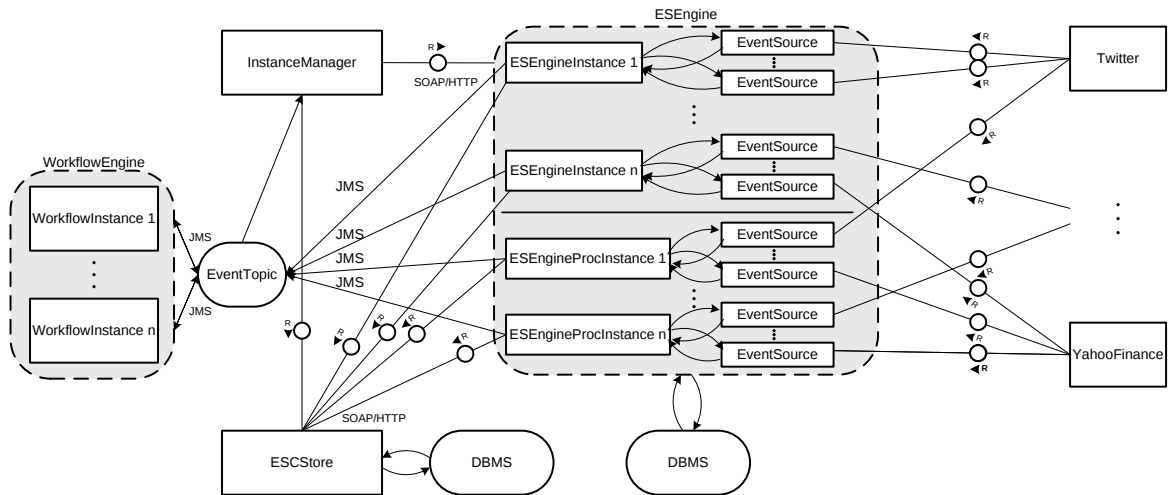 ESEngine
InstanceManager
R
SOAP/HTTP
ESEngineInstance 1
EventSource
EventSource
R
R
Twitter
R
ESEngineInstance n
EventSource
EventSource
R
WorkflowEngine
WorkflowInstance 1
WorkflowInstance n
JMS
JMS
EventTopic
JMS
JMS
JMS
JMS
ESEngineProcInstance 1
EventSource
EventSource
R
R
ESEngineProcInstance n
EventSource
EventSource
R
R
YahooFinance
R
R
R
R
R
SOAP/HTTP
ESCStore
DBMS
DBMS